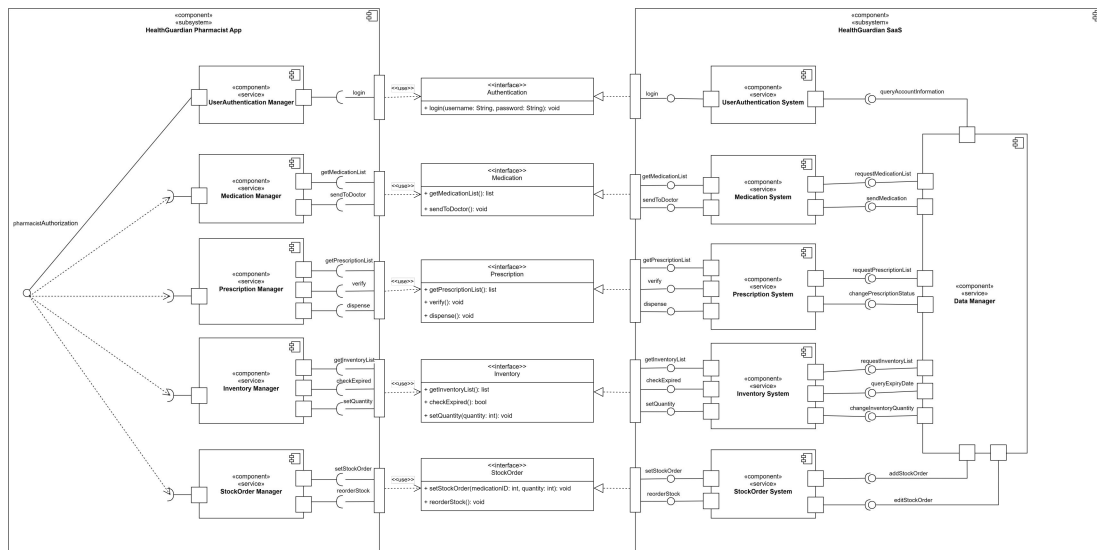 «component»
«subsystem»
HealthGuardian Pharmacist App
«component»
«service»
UserAuthentication Manager
login
pharmacistAuthorization
«component»
«service»
Medication Manager
getMedicationList
sendToDoctor
«component»
«service»
Prescription Manager
getPrescriptionList
verify
dispense
«component»
«service»
Inventory Manager
getInventoryList
checkExpired
setQuantity
«component»
«service»
StockOrder Manager
setStockOrder
reorderStock
<<use>>
<<interface>>
Authentication
+ login(username: String, password: String): void
<<use>>
<<interface>>
Medication
+ getMedicationList(): list
+ sendToDoctor(): void
<<use>>
<<interface>>
Prescription
+ getPrescriptionList(): list
+ verify(): void
+ dispense(): void
<<use>>
<<interface>>
Inventory
+ getInventoryList(): list
+ checkExpired(): bool
+ setQuantity(quantity: int): void
<<use>>
<<interface>>
StockOrder
+ setStockOrder(medicationID: int, quantity: int): void
+ reorderStock(): void
«component»
«subsystem»
HealthGuardian SaaS
login
«component»
«service»
UserAuthentication System
queryAccountInformation
getMedicationList
sendToDoctor
«component»
«service»
Medication System
requestMedicationList
sendMedication
getPrescriptionList
verify
dispense
«component»
«service»
Prescription System
requestPrescriptionList
changePrescriptionStatus
getInventoryList
checkExpired
setQuantity
«component»
«service»
Inventory System
requestInventoryList
queryExpiryDate
changeInventoryQuantity
setStockOrder
reorderStock
«component»
«service»
StockOrder System
addStockOrder
editStockOrder
«component»
«service»
Data Manager